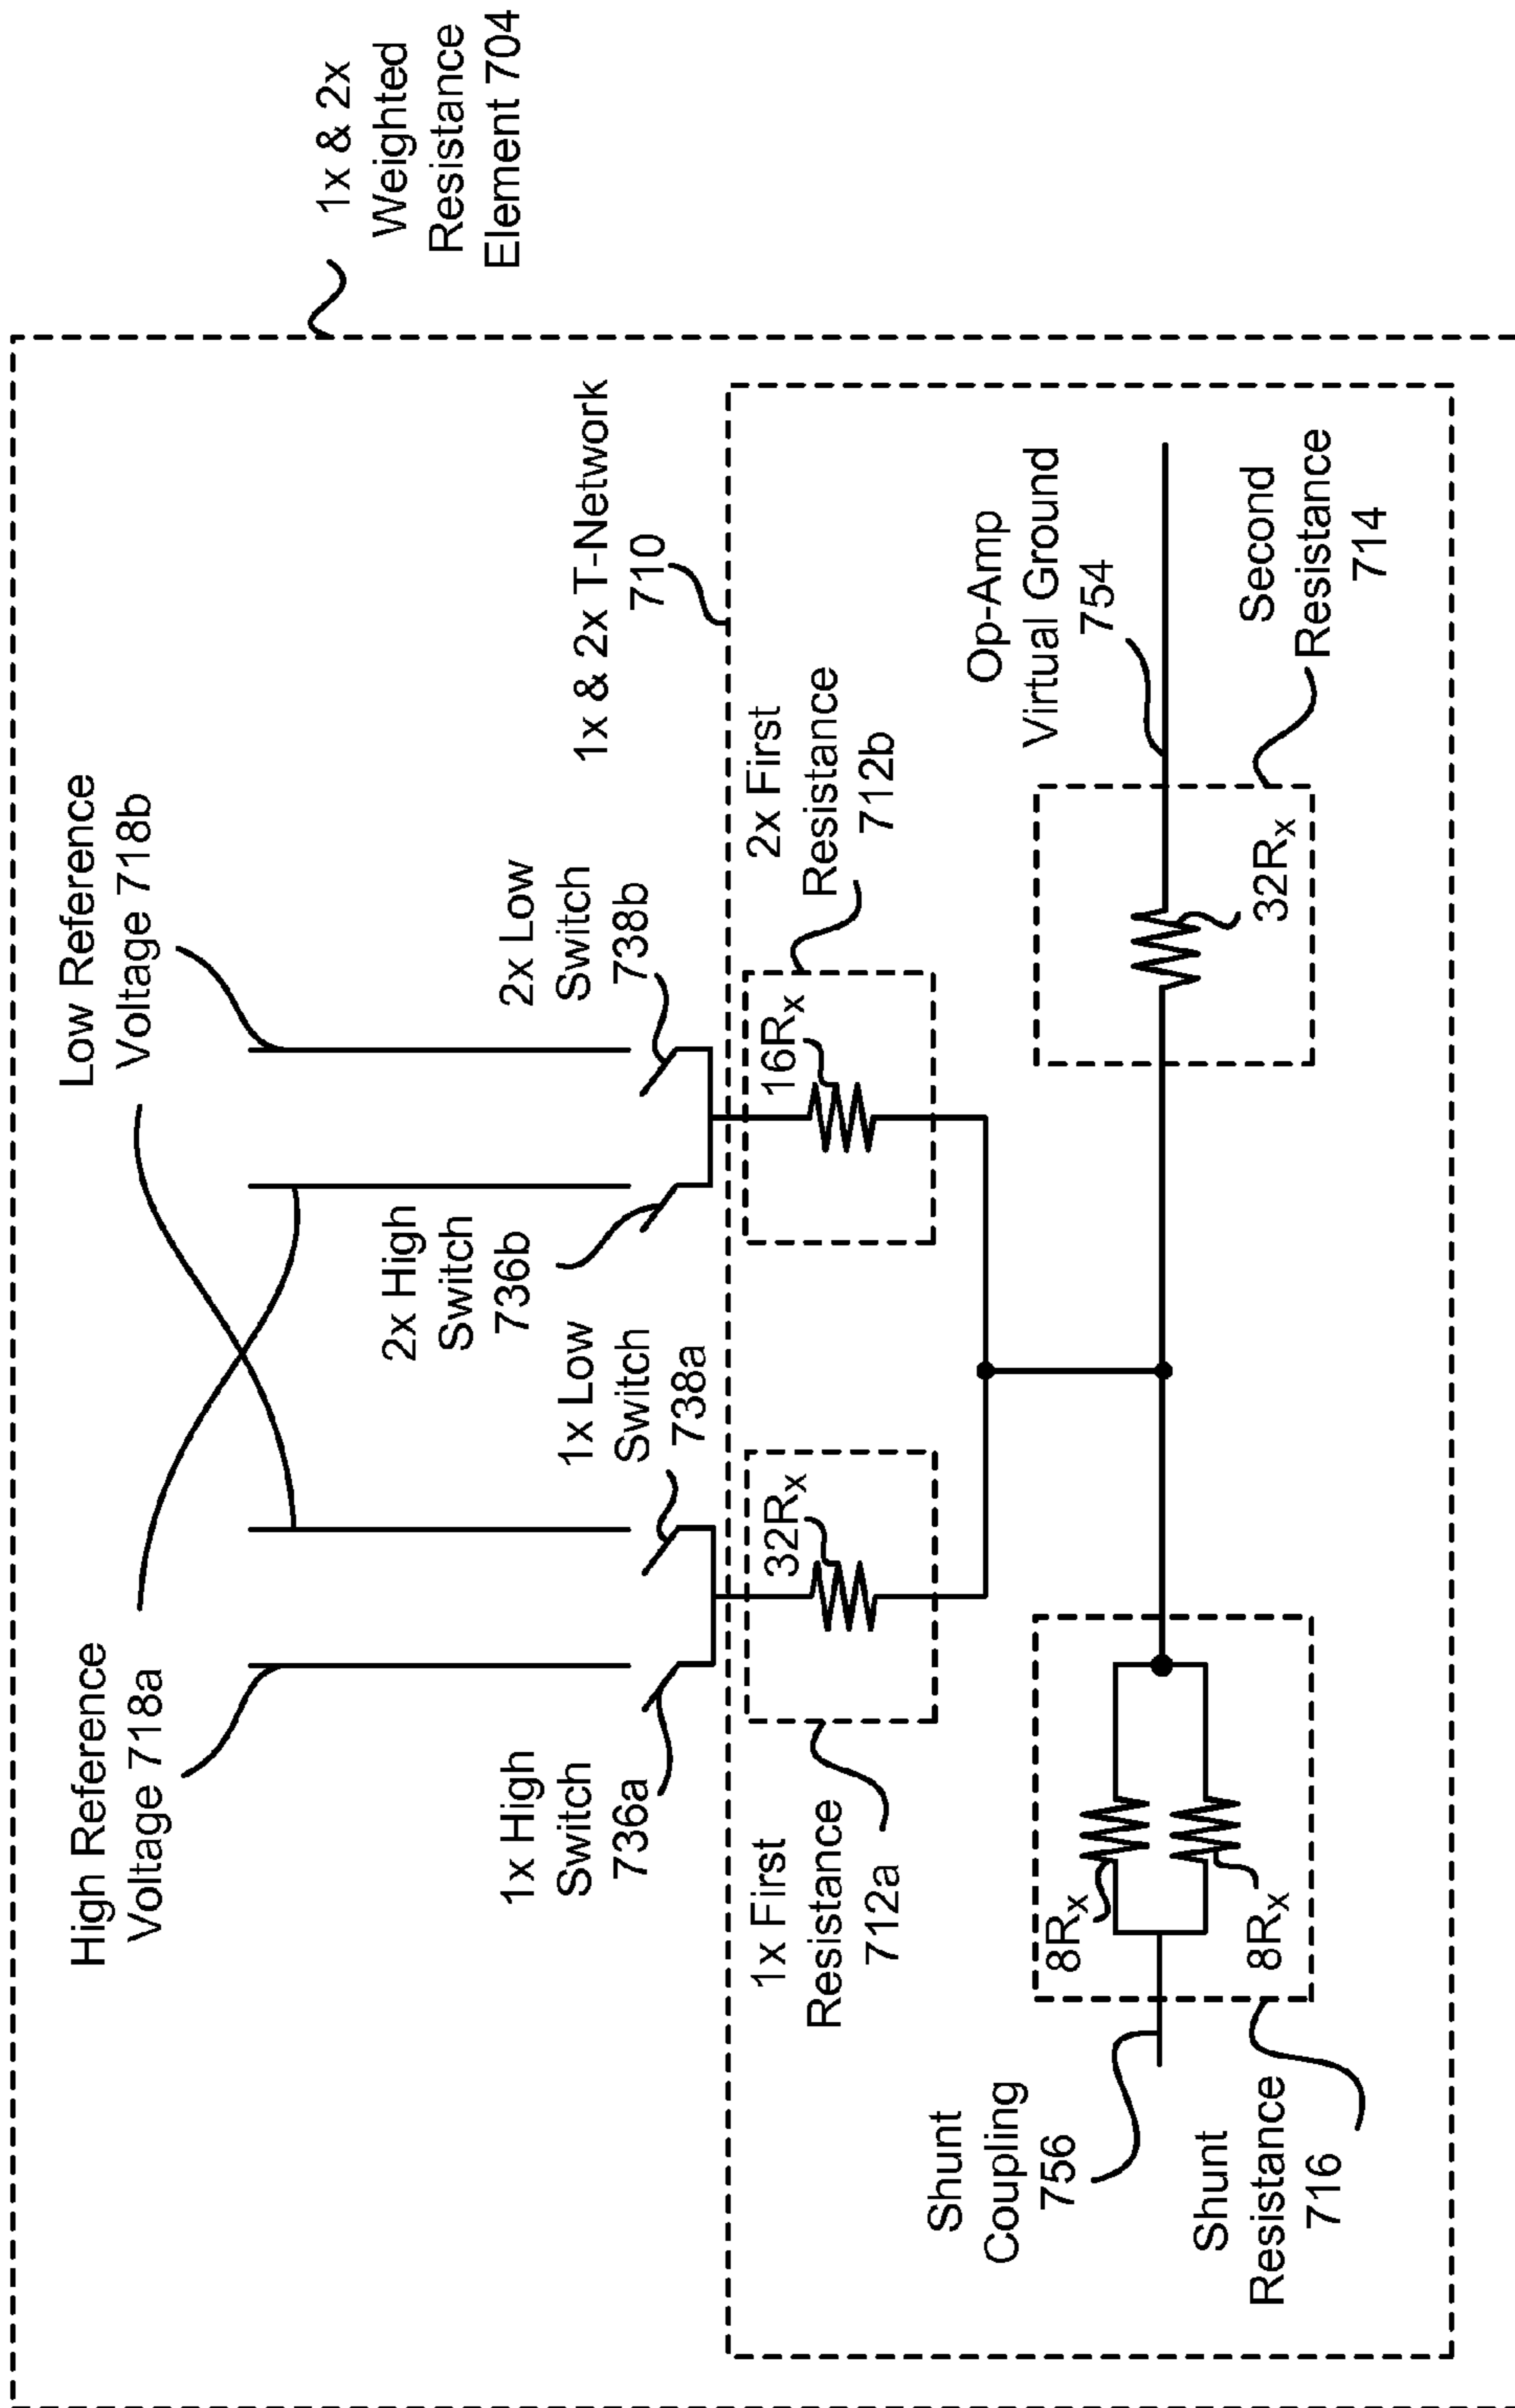 1x & 2x
Weighted
Resistance
Element 704
High Reference
Voltage 718a
Low Reference
Voltage 718b
1x High
Switch
736a
1x Low
Switch
738a
2x High
Switch
736b
2x Low
Switch
738b
1x & 2x T-Network
710
1x First
Resistance
712a
32Rx
2x First
Resistance
712b
16Rx
Shunt
Coupling
756
Shunt
Resistance
716
8Rx
8Rx
Op-Amp
Virtual Ground
754
Second
Resistance
714
32Rx